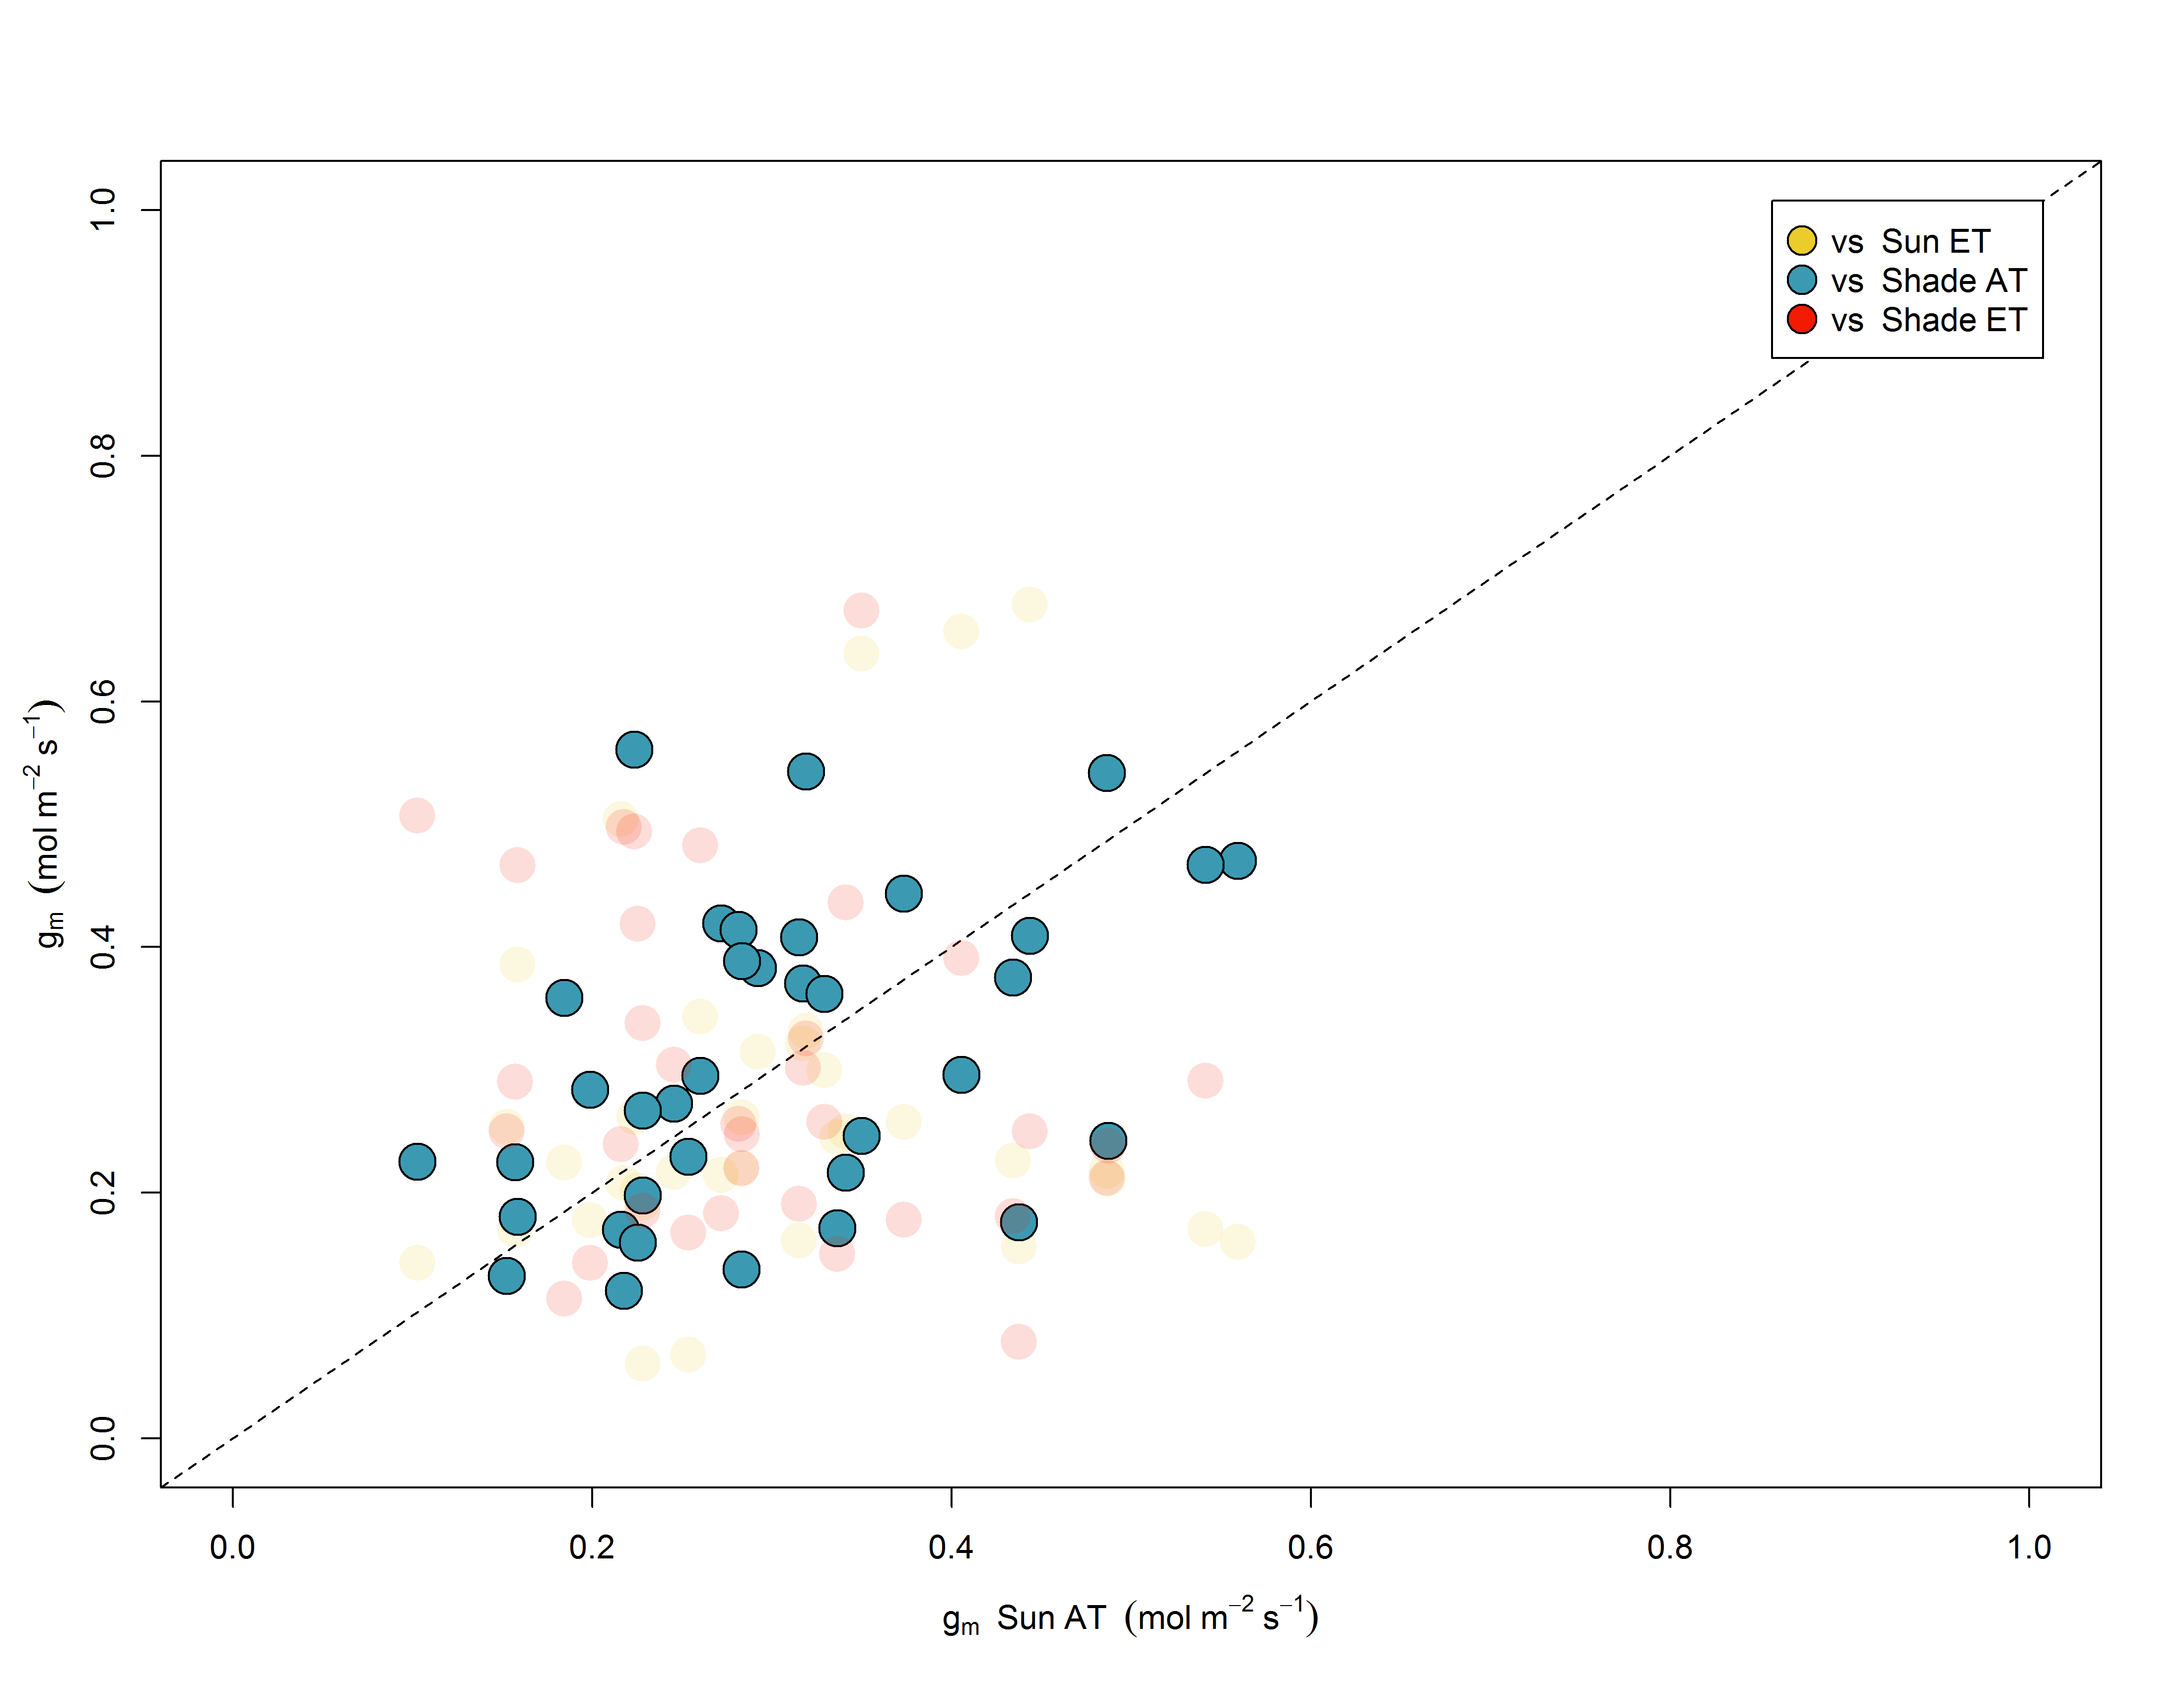 vs Sun ET
vs Shade AT
vs Shade ET
1.0
0.8
0.6
0.4
0.2
0.0
gm (mol m−2 s−1)
0.0 0.2 0.4 0.6 0.8 1.0
gm Sun AT (mol m−2 s−1)